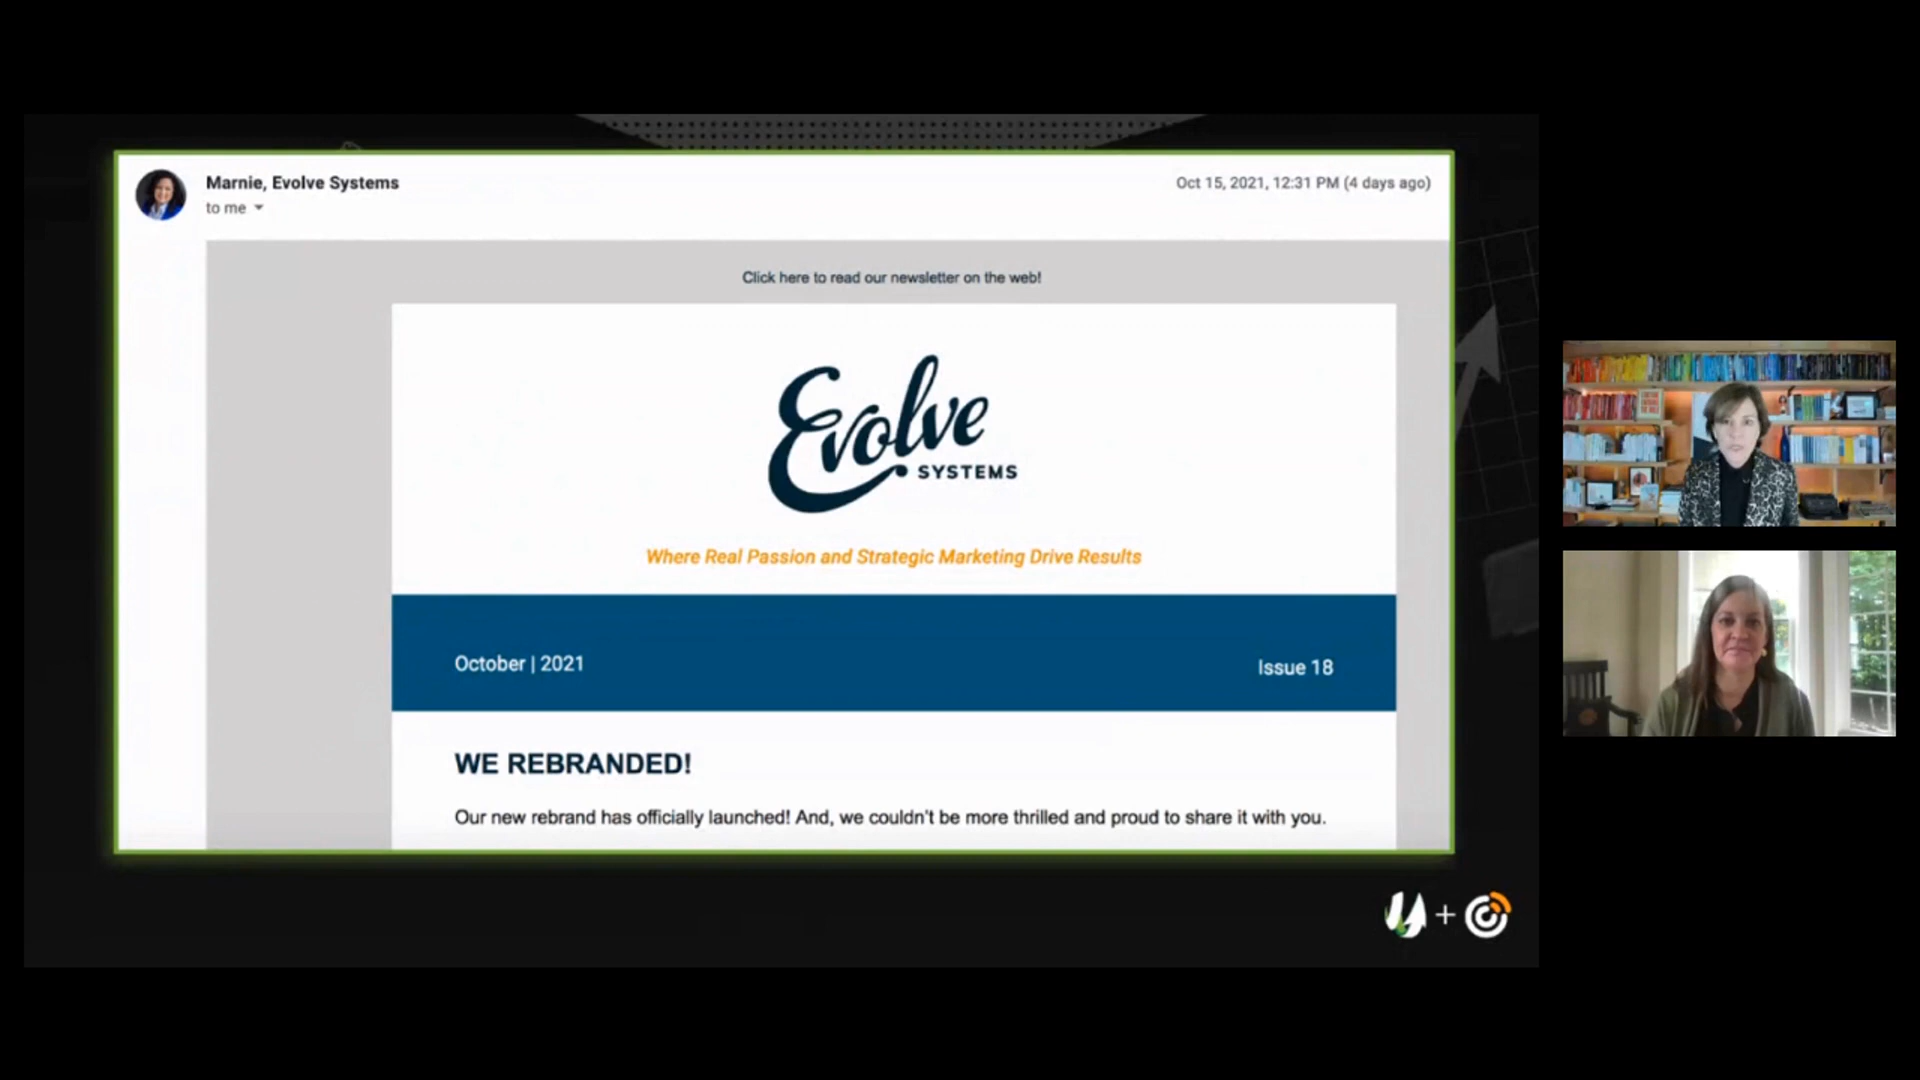 Marnie, Evolve Systems
Oct 15, 2021, 12:31 PM (4 days ago)
to me
Click here to read our newsletter on the web!
Evolve
SYSTEMS
Where Real Passion and Strategic Marketing Drive Results
October | 2021
Issue 18
WE REBRANDED!
Our new rebrand has officially launched! And, we couldn't be more thrilled and proud to share it with you.
+